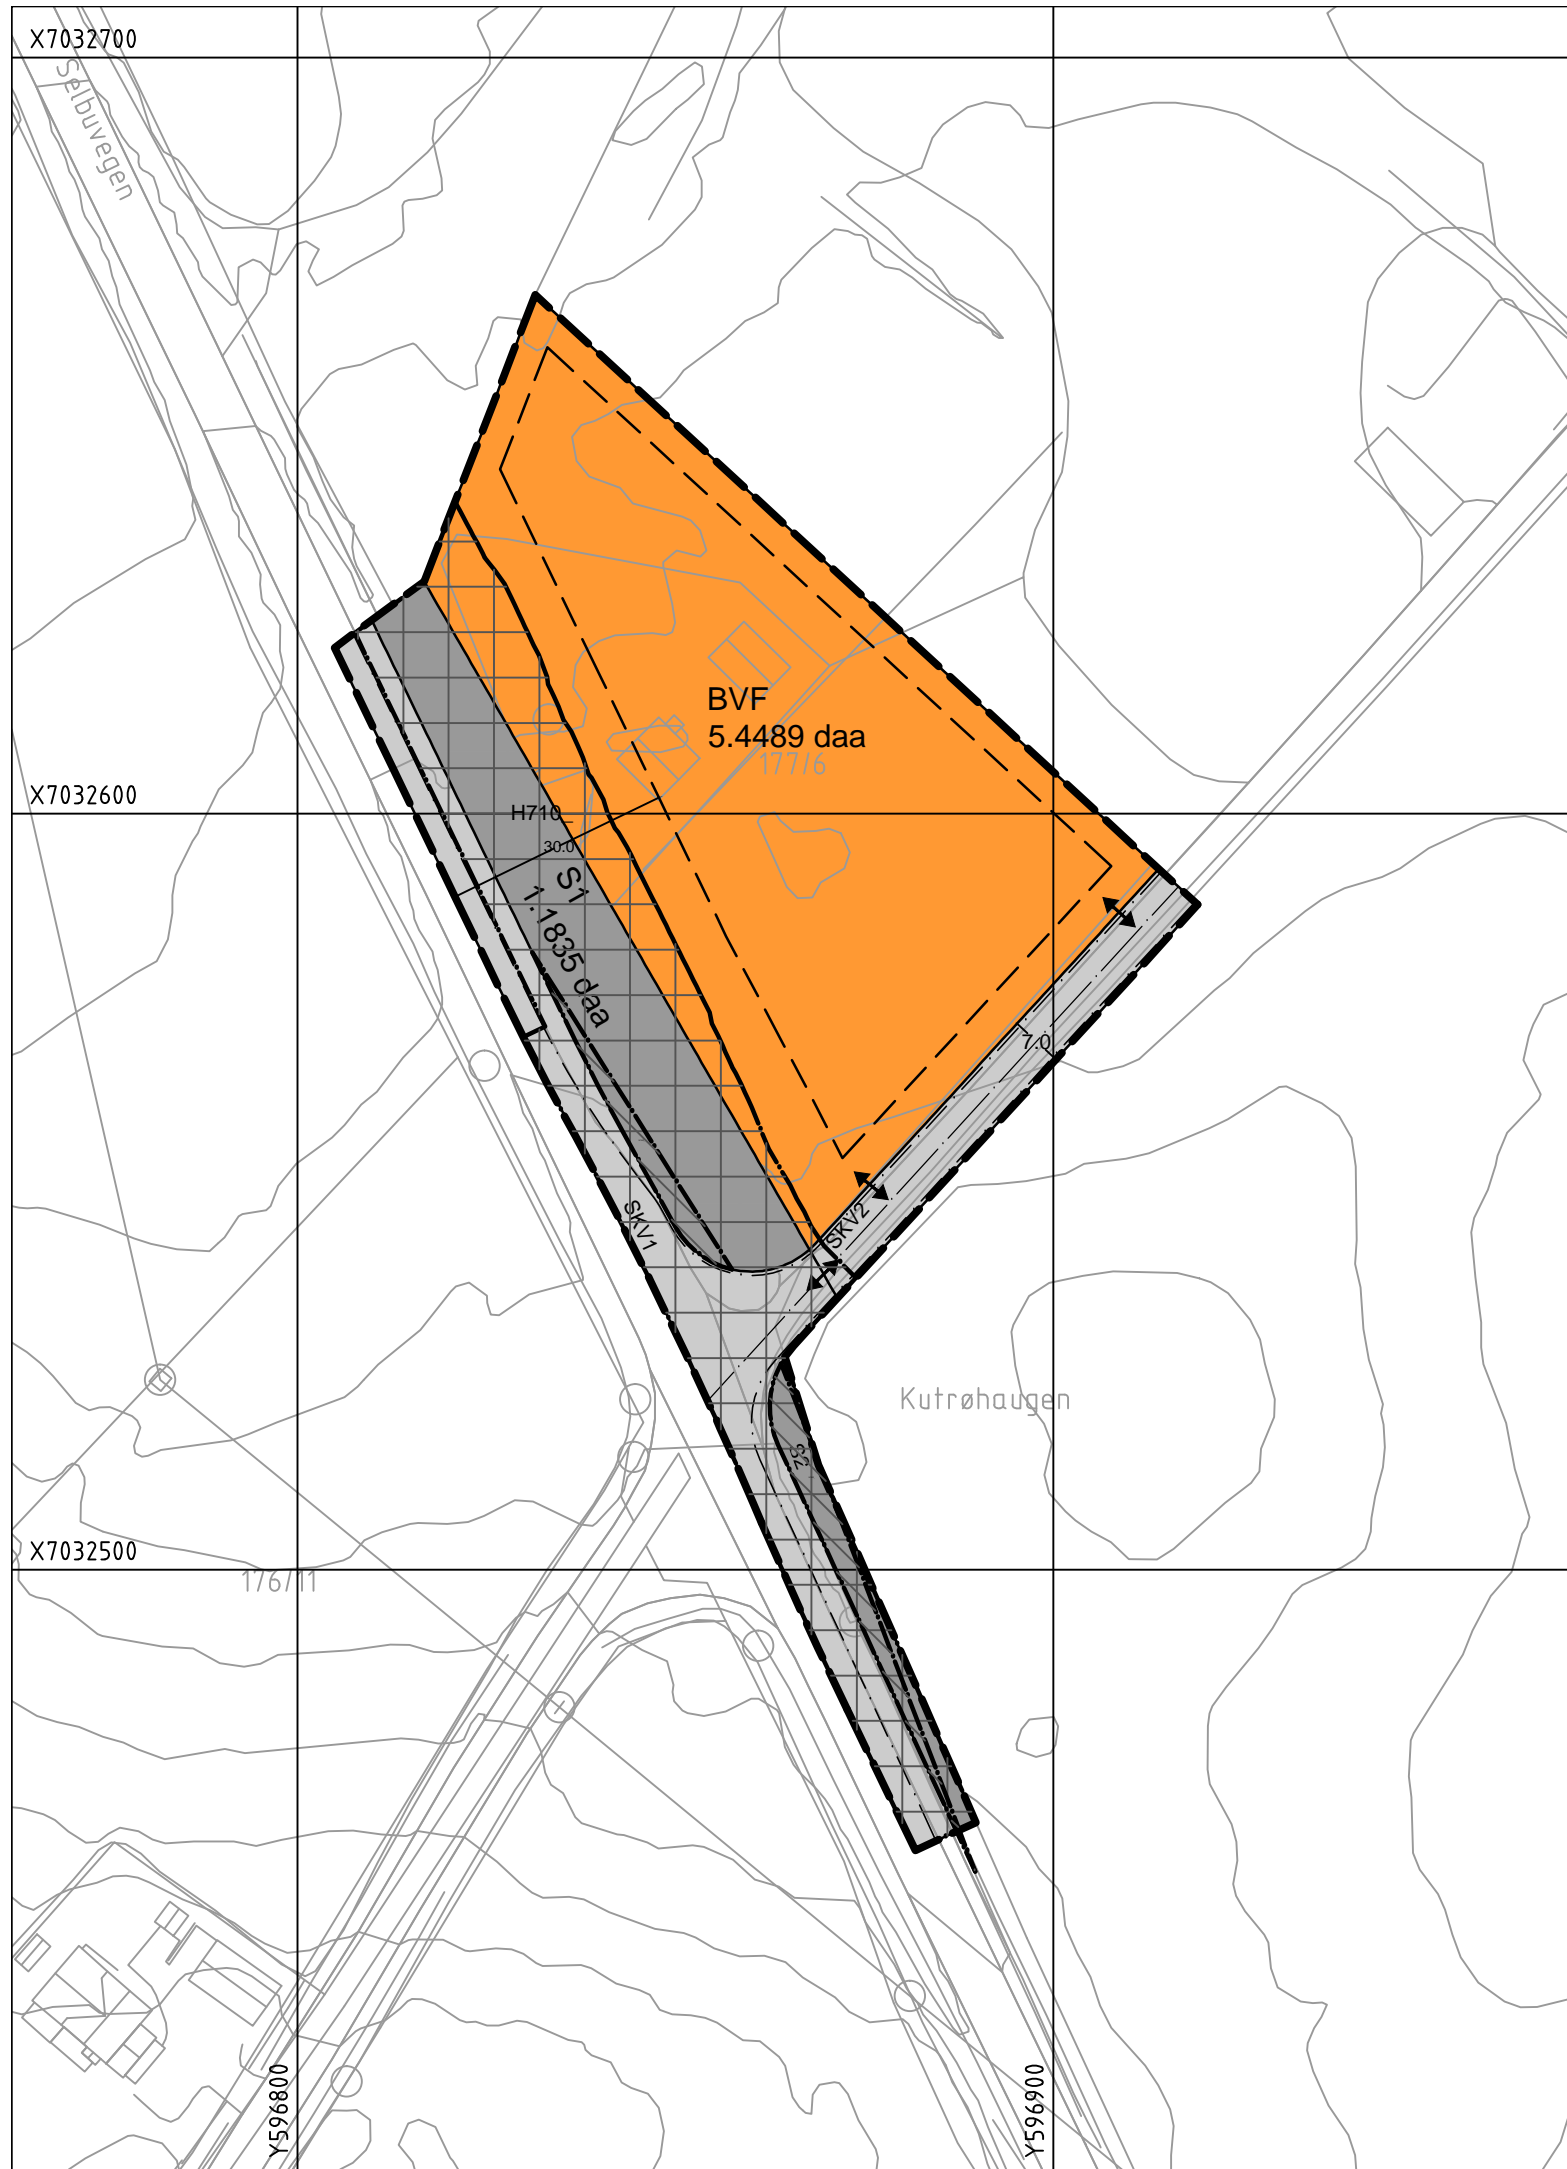 X7032700
Selbuvegen
BVF
5.4489 daa
177/6
X7032600
H710_
30.0
S1
1.1835 daa
7.0
SKV1
SKV2
Kutrøhaugen
S2
X7032500
176/11
Y596800
Y596900